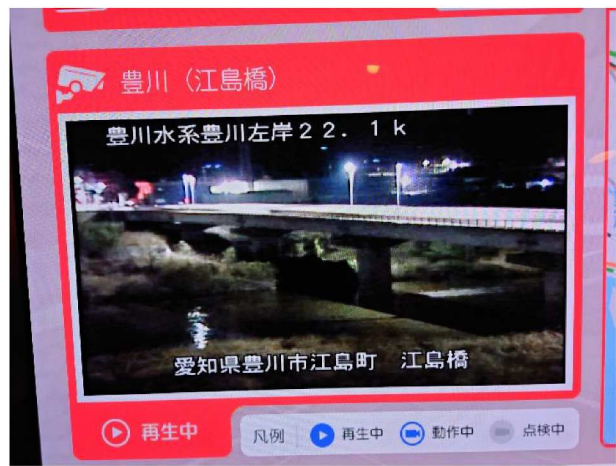 豊川（江島橋）
豊川水系豊川左岸２２．１ｋ
愛知県豊川市江島町　江島橋
再生中
凡例　再生中　動作中　点検中